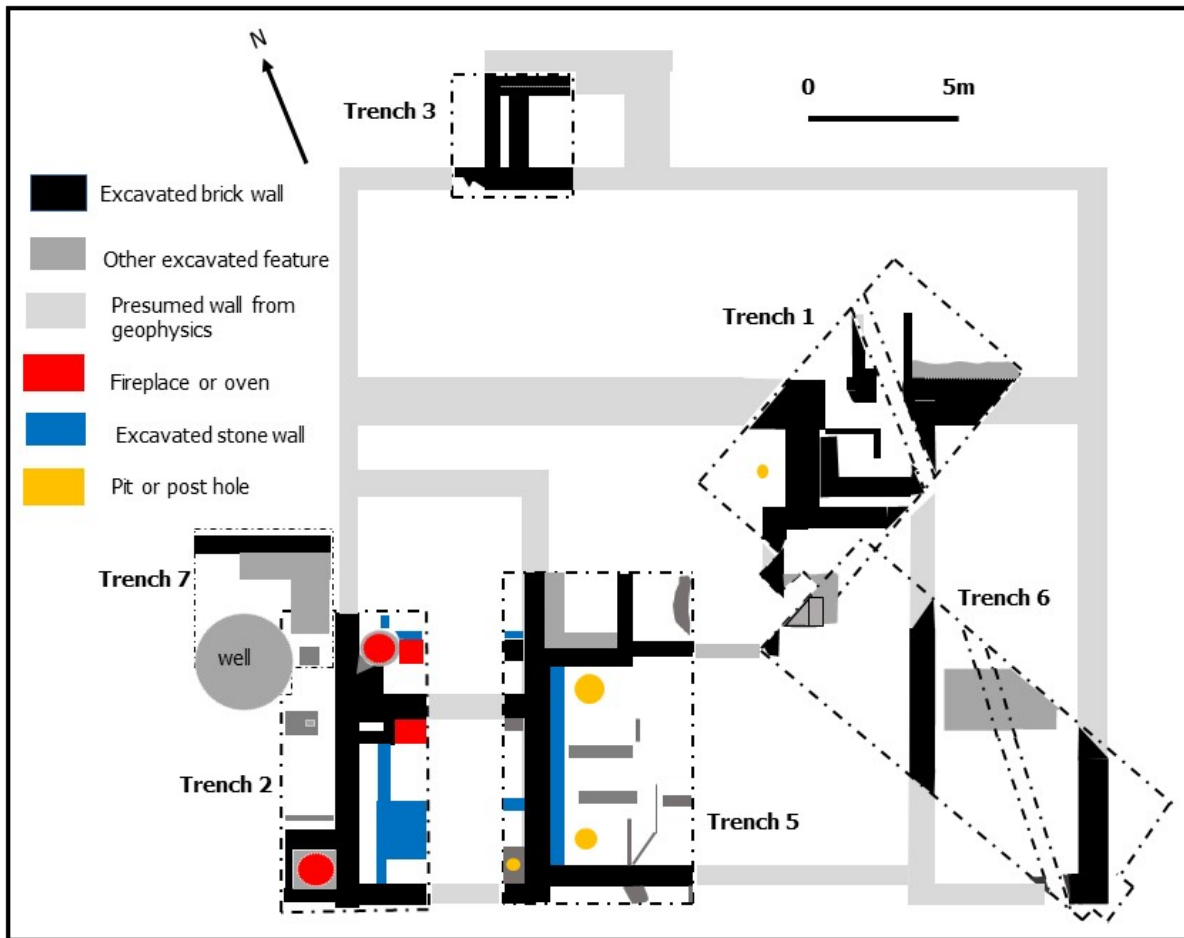 N
0 5m
Trench 3
Excavated brick wall
Other excavated feature
Presumed wall from
geophysics
Fireplace or oven
Excavated stone wall
Pit or post hole
Trench 1
Trench 7
well
Trench 6
Trench 2
Trench 5